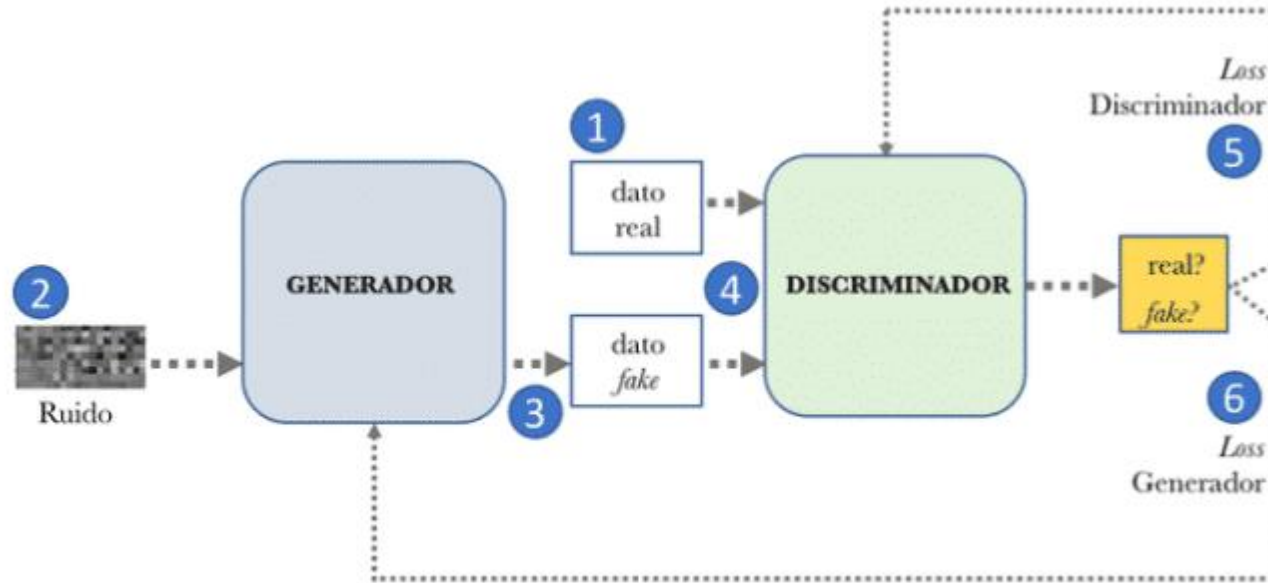 Loss
Discriminador
1
5
dato
real
2
GENERADOR
4
DISCRIMINADOR
real?
fake?
dato
fake
Ruido
3
6
Loss
Generador